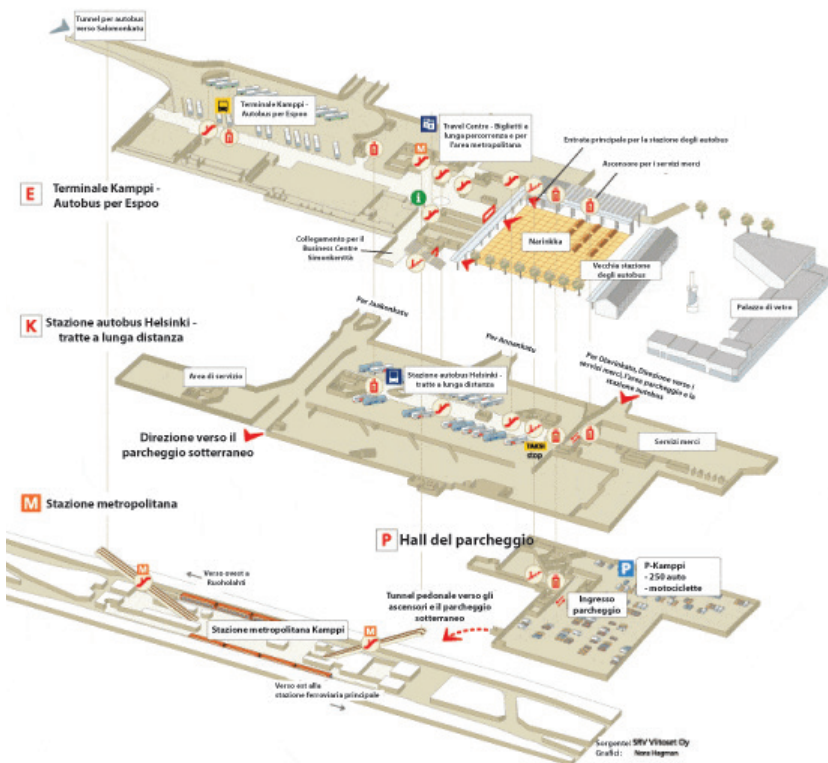 Tunnel per autobus
verso Salomonkatu
Terminale Kamppi -
Autobus per Espoo
Travel Centre - Biglietti a
lunga percorrenza e per
l'area metropolitana
M
Entrata principale per la stazione degli autobus
Ascensore per i servizi merci
E Terminale Kamppi -
Autobus per Espoo
i
Collegamento per il
Business Centre
Simonkenttä
Narinkka
Vecchia stazione
degli autobus
Palazzo di vetro
K Stazione autobus Helsinki -
tratte a lunga distanza
Per Jaakonkatu
Per Annankatu
Per Olavinkatu, Direzione verso i
servizi merci, l'area parcheggio e la
stazione autobus
Area di servizio
Stazione autobus Helsinki -
tratte a lunga distanza
Direzione verso il
parcheggio sotterraneo
TAKSI
stop
Servizi merci
M Stazione metropolitana
P Hall del parcheggio
M
Verso ovest a
Ruoholahti
P
P-Kamppi
- 250 auto
- motociclette
Ingresso
parcheggio
Tunnel pedonale verso gli
ascensori e il parcheggio
sotterraneo
Stazione metropolitana Kamppi
M
Verso est alla
stazione ferroviaria principale
Sorgente: SRV Viitoset Oy
Grafici: Nora Hagman